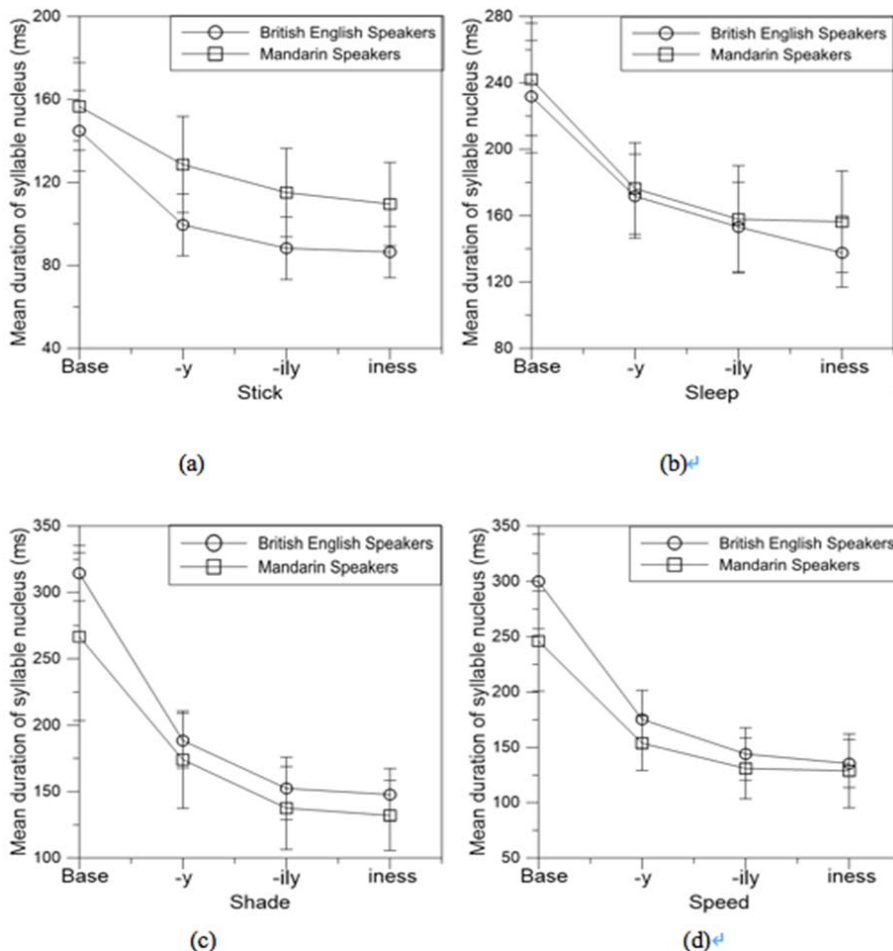 Mean duration of syllable nucleus (ms)
200
160
120
80
40
British English Speakers
Mandarin Speakers
Base -y -ily iness
Stick
(a)
Mean duration of syllable nucleus (ms)
280
240
200
160
120
80
British English Speakers
Mandarin Speakers
Base -y -ily iness
Sleep
(b)↵
Mean duration of syllable nucleus (ms)
350
300
250
200
150
100
British English Speakers
Mandarin Speakers
Base -y -ily iness
Shade
(c)
Mean duration of syllable nucleus (ms)
350
300
250
200
150
100
50
British English Speakers
Mandarin Speakers
Base -y -ily iness
Speed
(d)↵